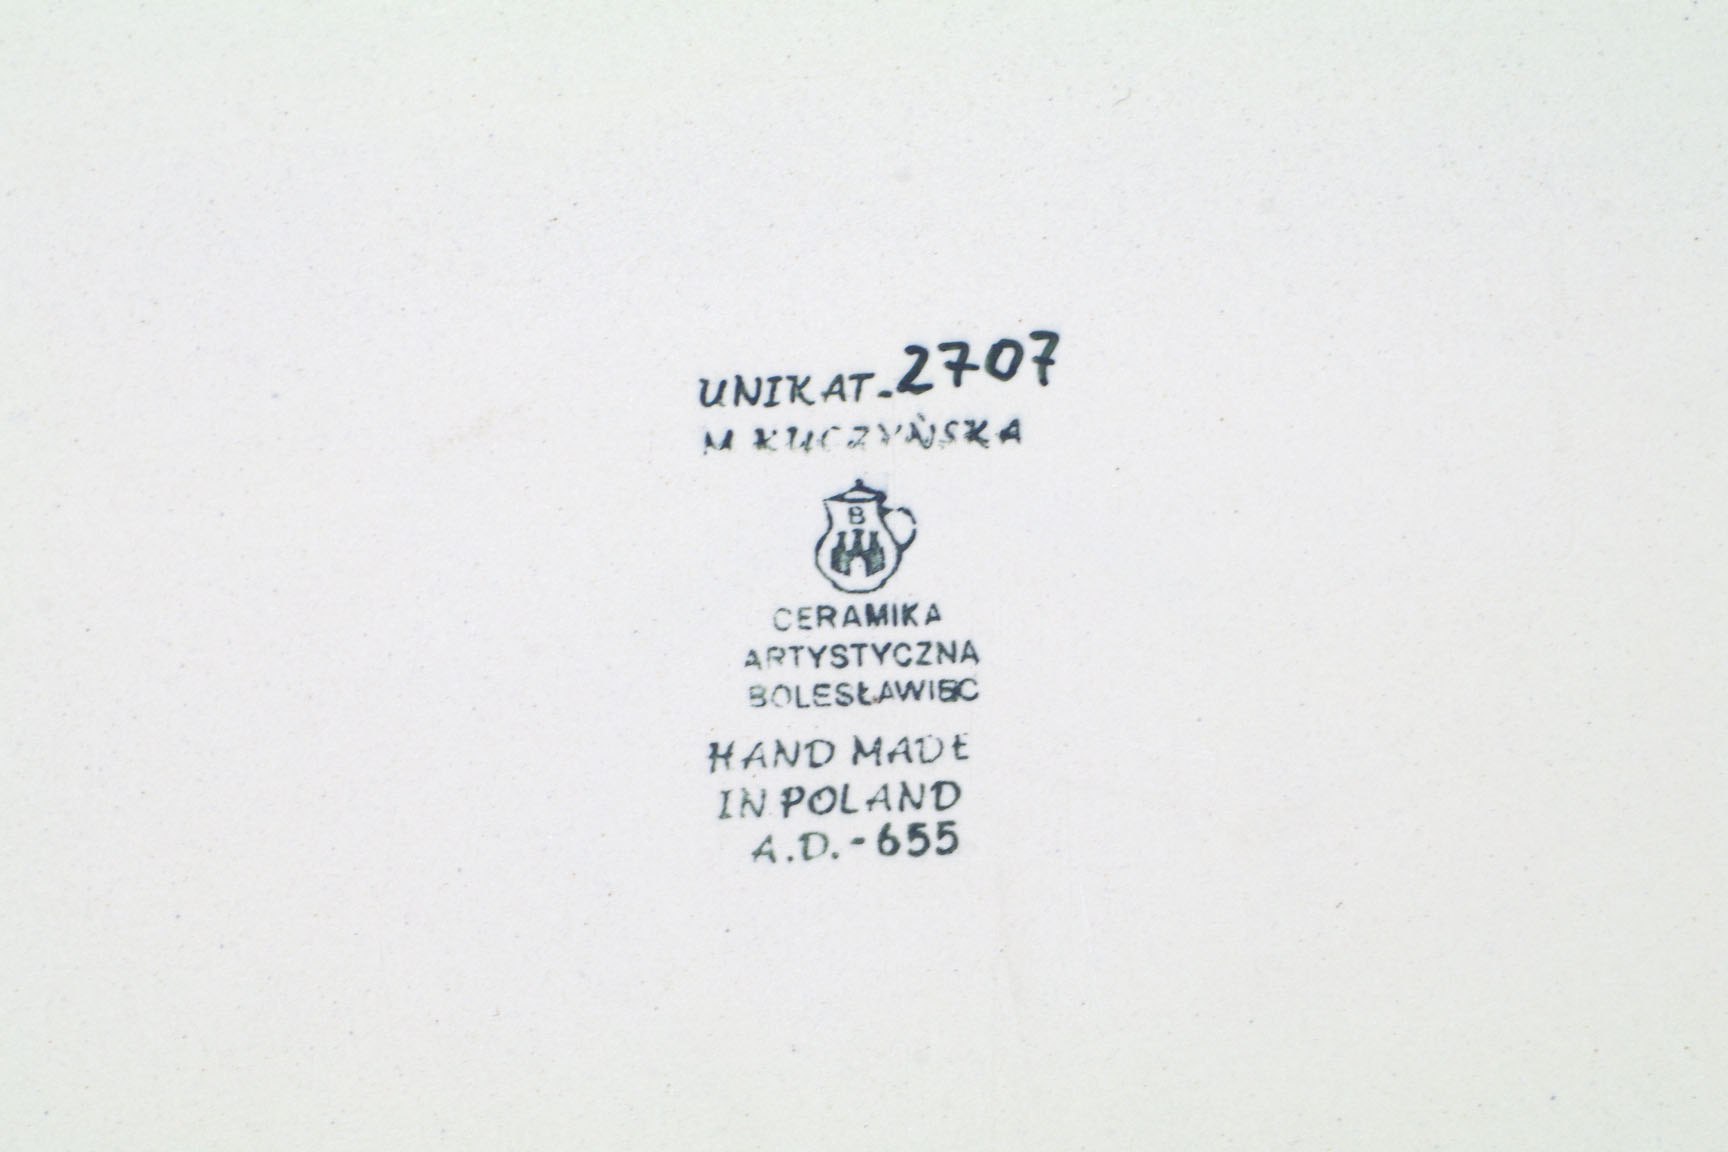 UNIKAT-2707
M KUCZYŃSKA
B
CERAMIKA
ARTYSTYCZNA
BOLESŁAWIEC
HAND MADE
IN POLAND
A.D.-655